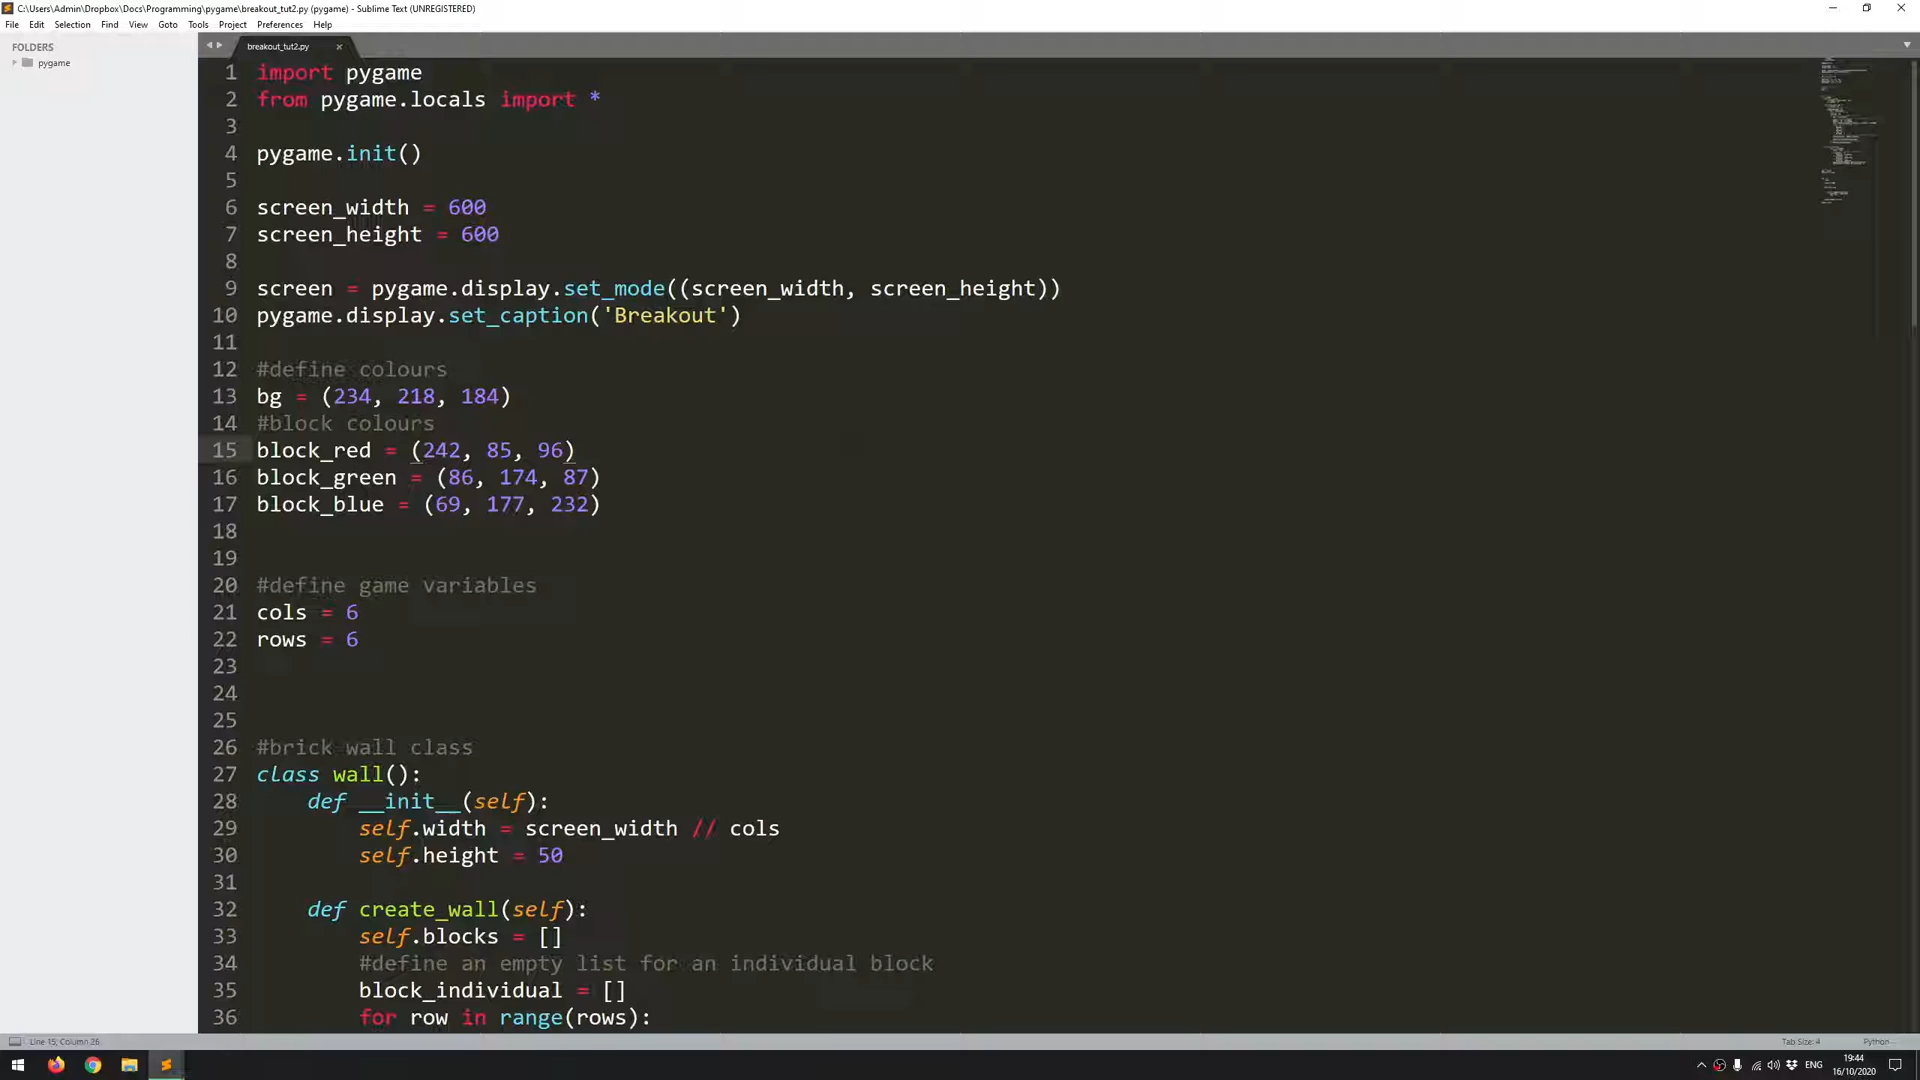 C:\Users\Admin\Dropbox\Docs\Programming\pygame\breakout_tut2.py (pygame) - Sublime Text (UNREGISTERED)
File Edit Selection Find View Goto Tools Project Preferences Help
FOLDERS
pygame
breakout_tut2.py
1 import pygame
2 from pygame.locals import *
3
4 pygame.init()
5
6 screen_width = 600
7 screen_height = 600
8
9 screen = pygame.display.set_mode((screen_width, screen_height))
10 pygame.display.set_caption('Breakout')
11
12 #define colours
13 bg = (234, 218, 184)
14 #block colours
15 block_red = (242, 85, 96)
16 block_green = (86, 174, 87)
17 block_blue = (69, 177, 232)
18
19
20 #define game variables
21 cols = 6
22 rows = 6
23
24
25
26 #brick wall class
27 class wall():
28     def __init__(self):
29         self.width = screen_width // cols
30         self.height = 50
31
32     def create_wall(self):
33         self.blocks = []
34         #define an empty list for an individual block
35         block_individual = []
36         for row in range(rows):
Line 15, Column 26
Tab Size: 4
Python
ENG
19:44
16/10/2020